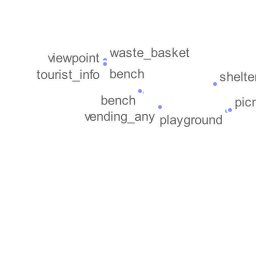 waste_basket
viewpoint
tourist_info
bench
shelter
bench
picn
vending_any
playground